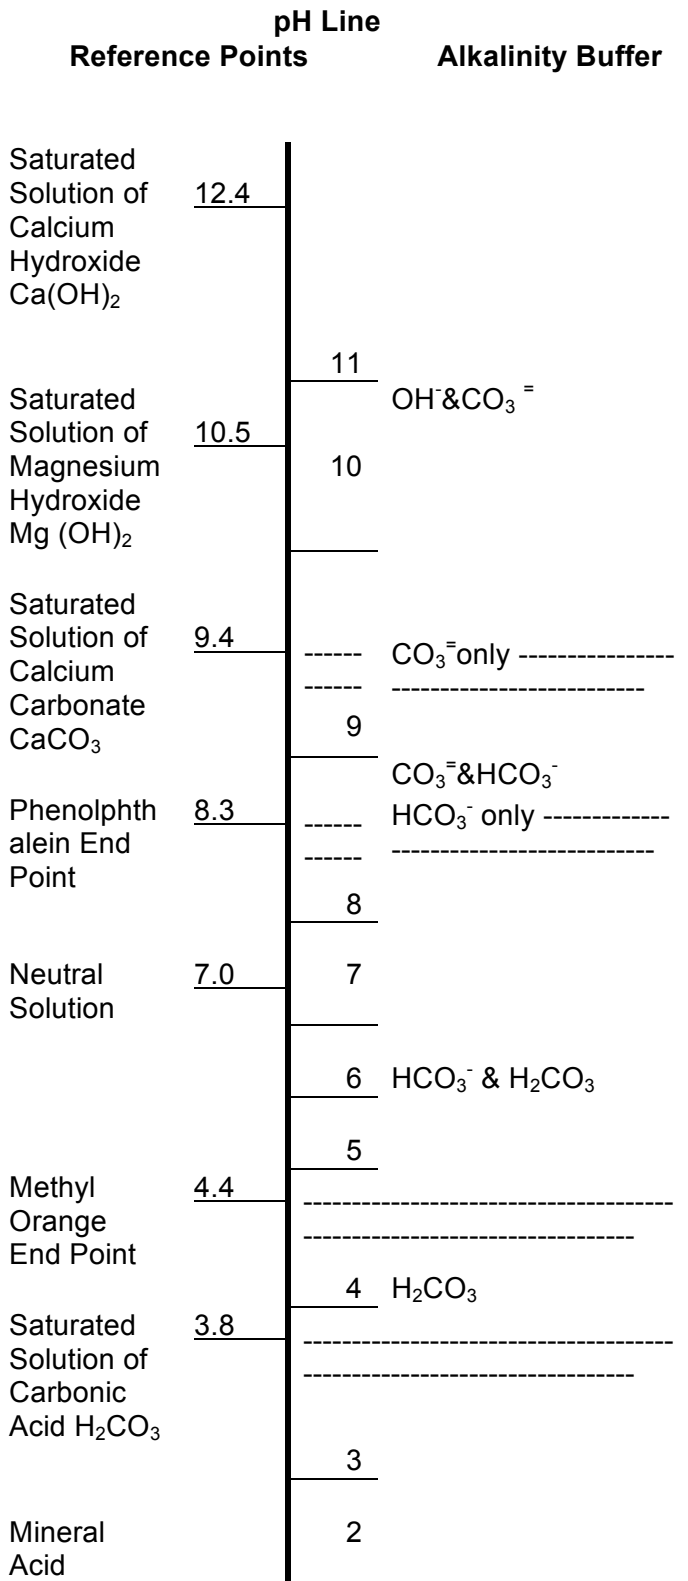 pH Line
Reference Points Alkalinity Buffer
Saturated
Solution of 12.4
Calcium
Hydroxide
Ca(OH)₂
11
Saturated OH⁻&CO₃ ⁼
Solution of 10.5
Magnesium 10
Hydroxide
Mg (OH)₂
Saturated
Solution of 9.4 ------ CO₃⁼only ----------------
Calcium ------ --------------------------
Carbonate 9
CaCO₃
CO₃⁼&HCO₃⁻
Phenolphth 8.3 ------ HCO₃⁻ only -------------
alein End ------ ---------------------------
Point
8
Neutral 7.0 7
Solution
6 HCO₃⁻ & H₂CO₃
5
Methyl 4.4 --------------------------------------
Orange ----------------------------------
End Point
4 H₂CO₃
Saturated 3.8 --------------------------------------
Solution of ----------------------------------
Carbonic
Acid H₂CO₃
3
Mineral 2
Acid